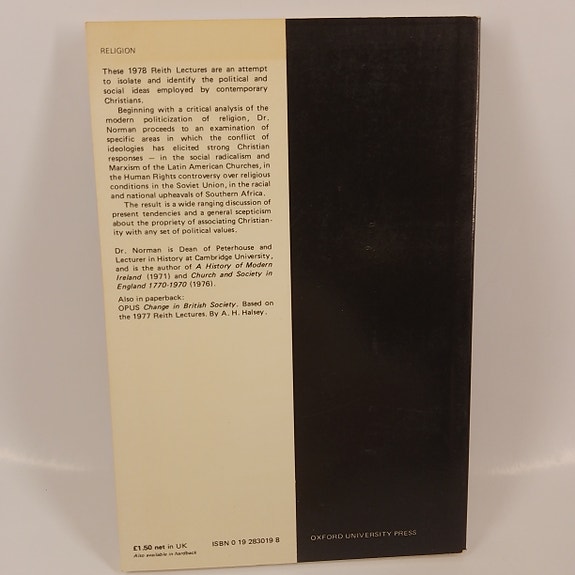 RELIGION
These 1978 Reith Lectures are an attempt
to isolate and identify the political and
social ideas employed by contemporary
Christians.
Beginning with a critical analysis of the
modern politicization of religion, Dr.
Norman proceeds to an examination of
specific areas in which the conflict of
ideologies has elicited strong Christian
responses — in the social radicalism and
Marxism of the Latin American Churches, in
the Human Rights controversy over religious
conditions in the Soviet Union, in the racial
and national upheavals of Southern Africa.
The result is a wide ranging discussion of
present tendencies and a general scepticism
about the propriety of associating Christian-
ity with any set of political values.
Dr. Norman is Dean of Peterhouse and
Lecturer in History at Cambridge University,
and is the author of A History of Modern
Ireland (1971) and Church and Society in
England 1770-1970 (1976).
Also in paperback:
OPUS Change in British Society. Based on
the 1977 Reith Lectures. By A. H. Halsey.
£1.50 net in UK
Also available in hardback
ISBN 0 19 283019 8
OXFORD UNIVERSITY PRESS